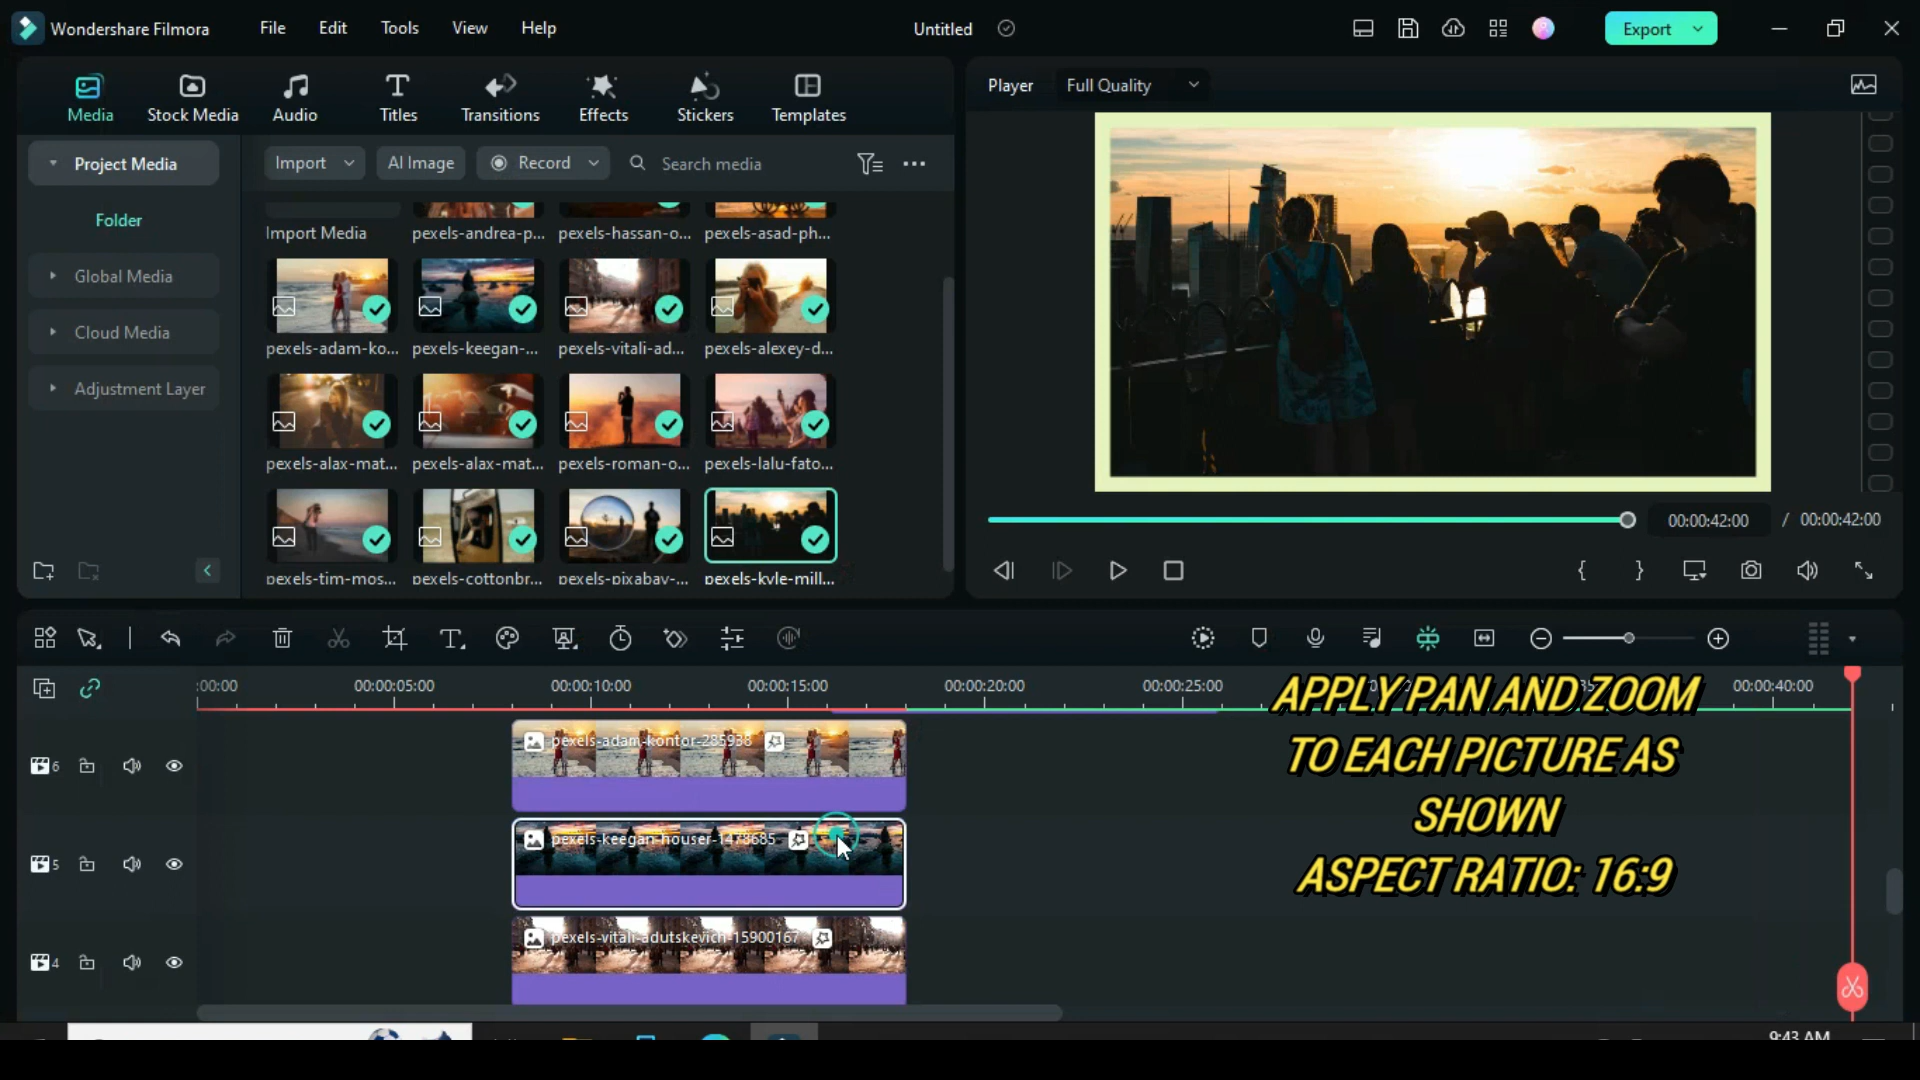 Wondershare Filmora
File
Edit
Tools
View
Help
Untitled
Export
Media
Stock Media
Audio
Titles
Transitions
Effects
Stickers
Templates
Player
Full Quality
Project Media
Import
AI Image
Record
Search media
Folder
Global Media
Cloud Media
Adjustment Layer
Import Media
pexels-andrea-p...
pexels-hassan-o...
pexels-asad-ph...
pexels-adam-ko...
pexels-keegan-...
pexels-vitali-ad...
pexels-alexey-d...
pexels-alax-mat...
pexels-alax-mat...
pexels-roman-o...
pexels-lalu-fato...
pexels-tim-mos...
pexels-cottonbr...
pexels-pixabay-...
pexels-kyle-mill...
00:00:42:00
/ 00:00:42:00
:00:00
00:00:05:00
00:00:10:00
00:00:15:00
00:00:20:00
00:00:25:00
00:00:40:00
APPLY PAN AND ZOOM
TO EACH PICTURE AS
SHOWN
ASPECT RATIO: 16:9
6
pexels-adam-kontor-285938
5
pexels-keegan-houser-1478685
4
pexels-vitali-adutskevich-15900167
9:43 AM